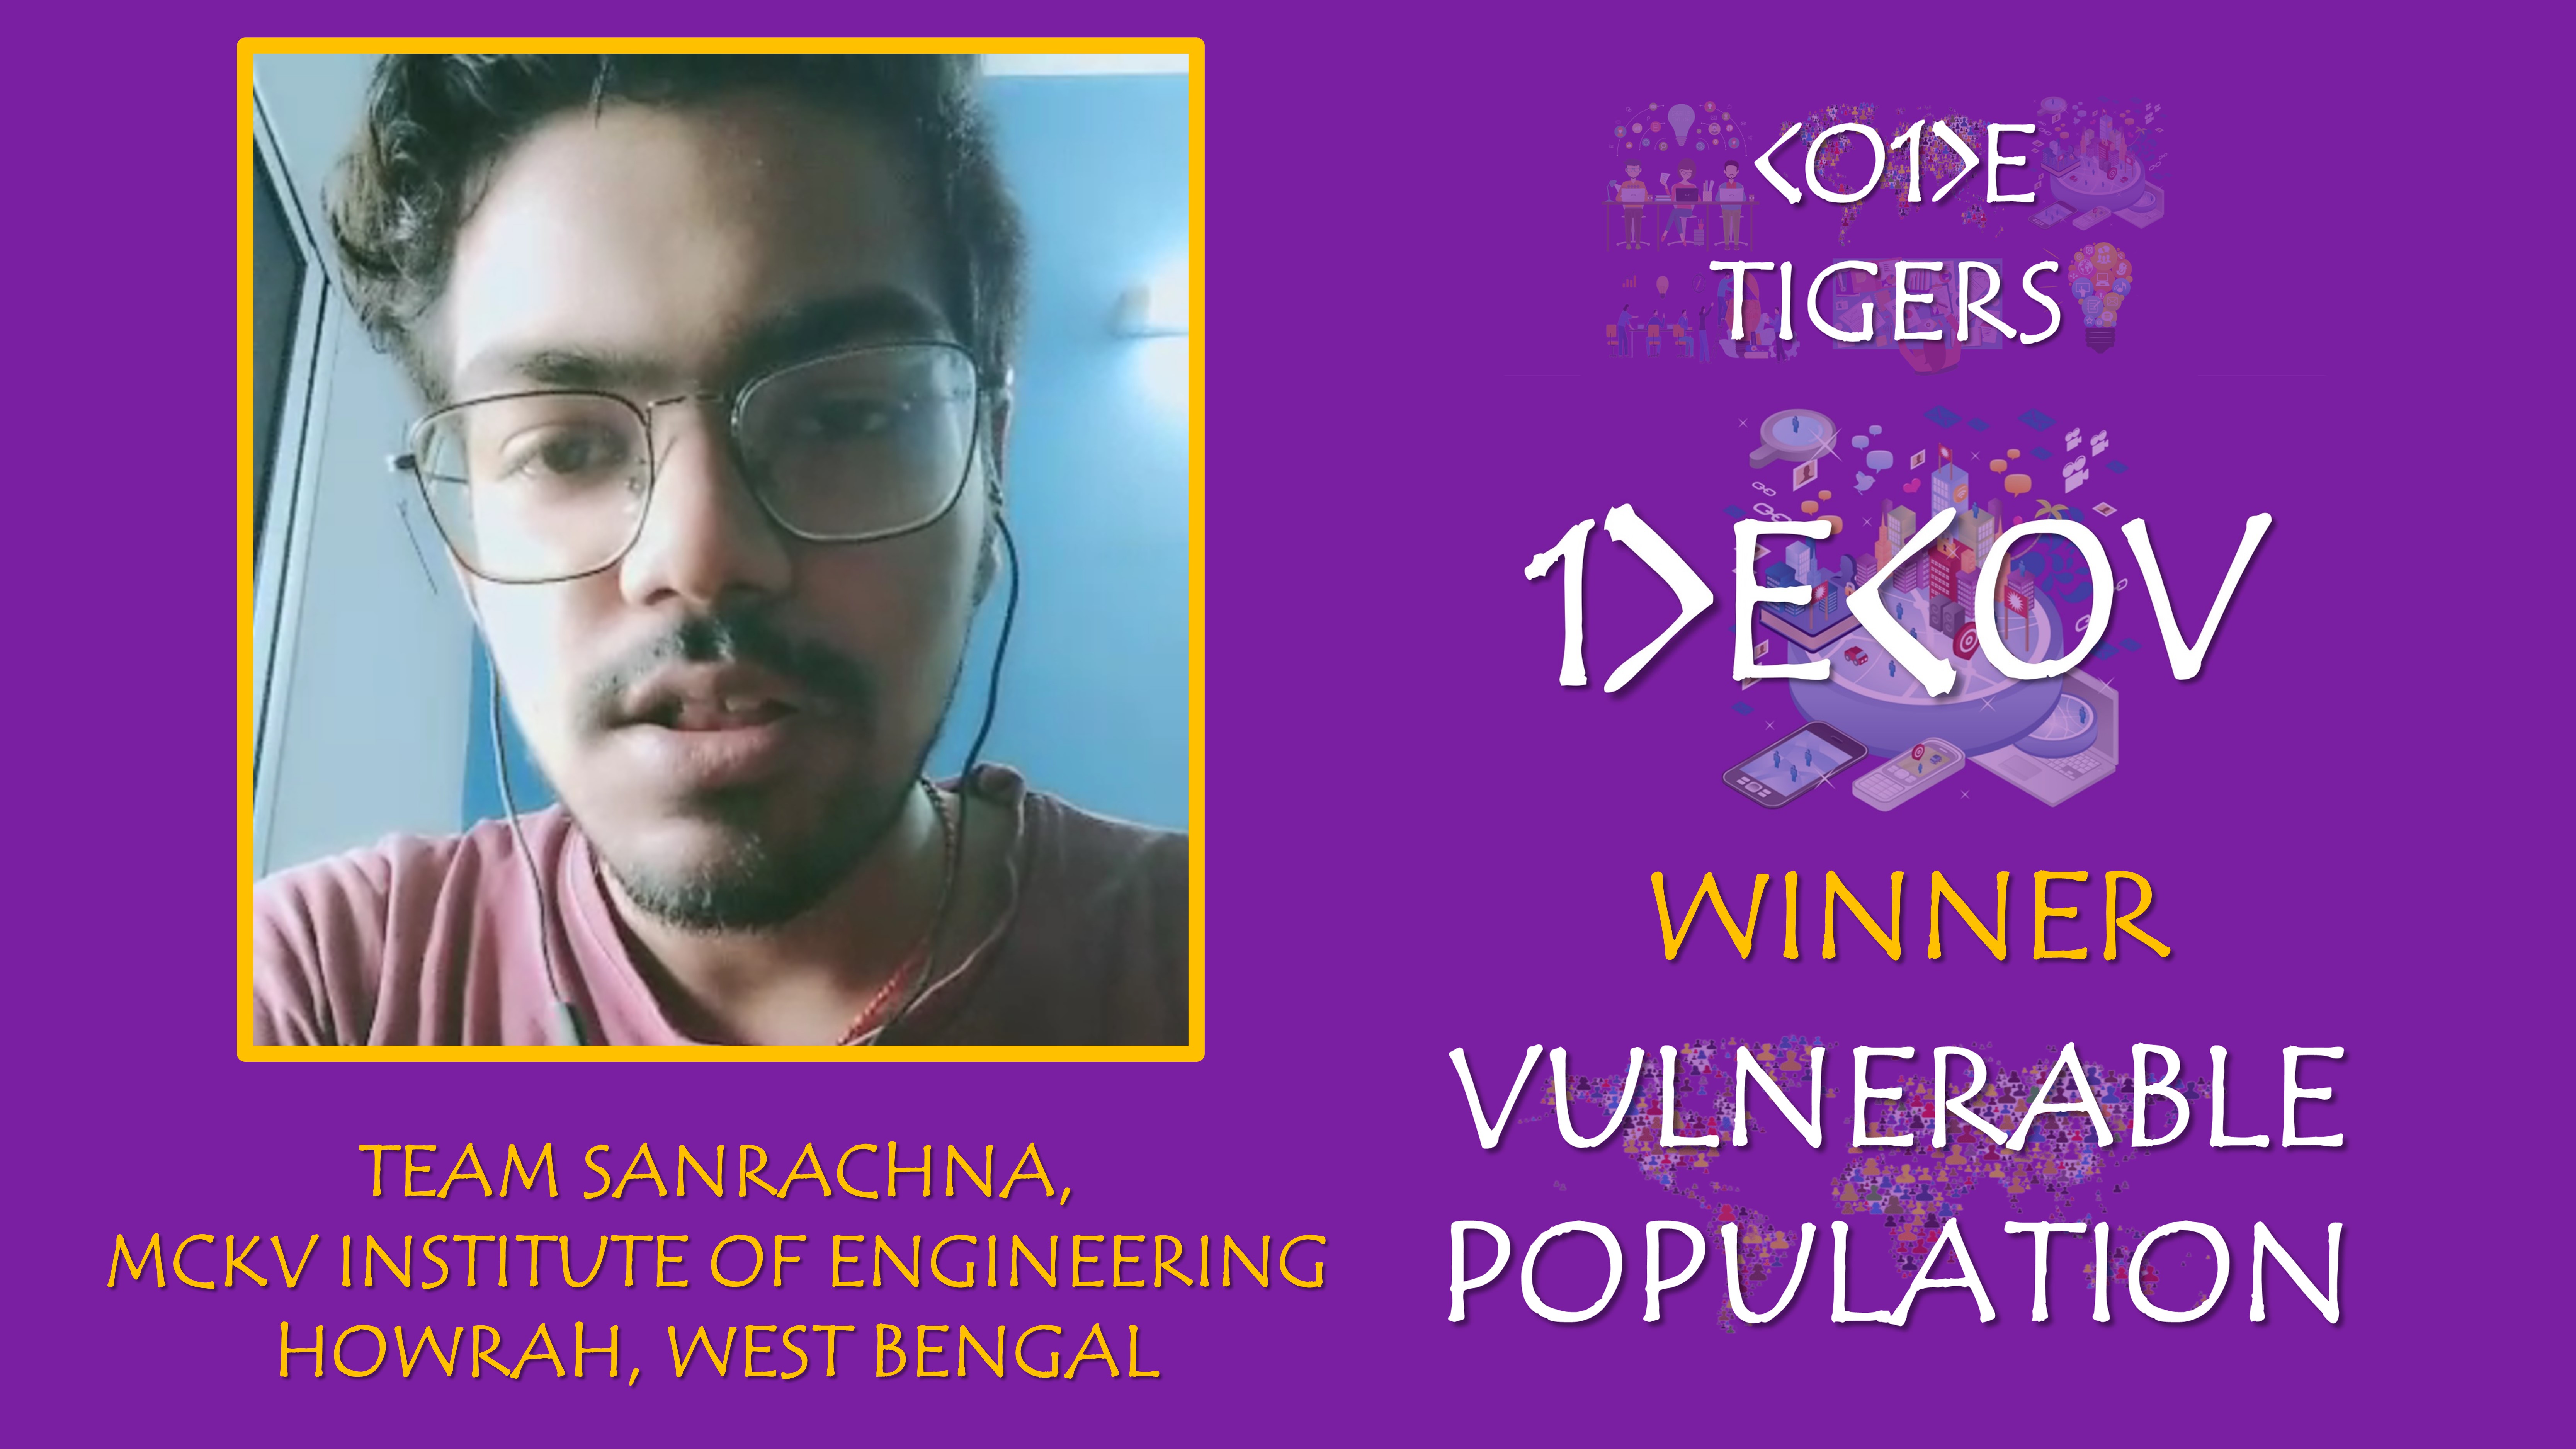 <O1>E
TIGERS
1>E<OV
WINNER
VULNERABLE
POPULATION
TEAM SANRACHNA,
MCKV INSTITUTE OF ENGINEERING
HOWRAH, WEST BENGAL